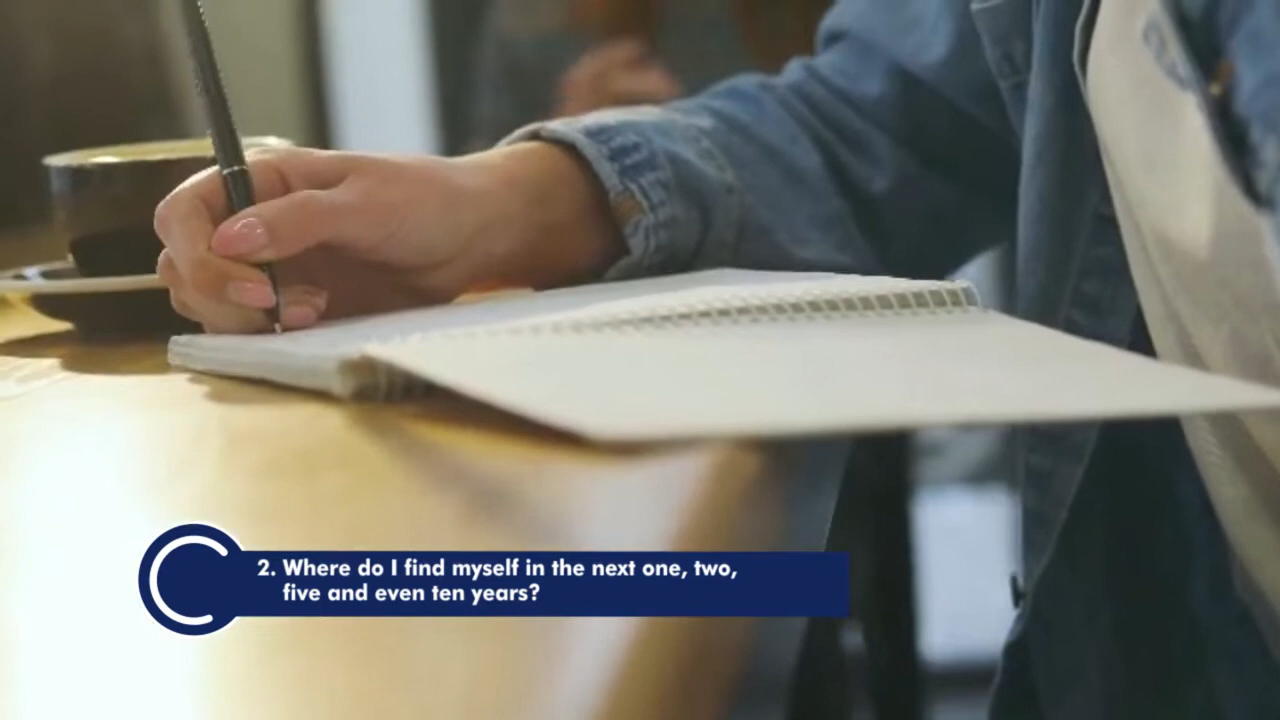 2. Where do I find myself in the next one, two,
five and even ten years?